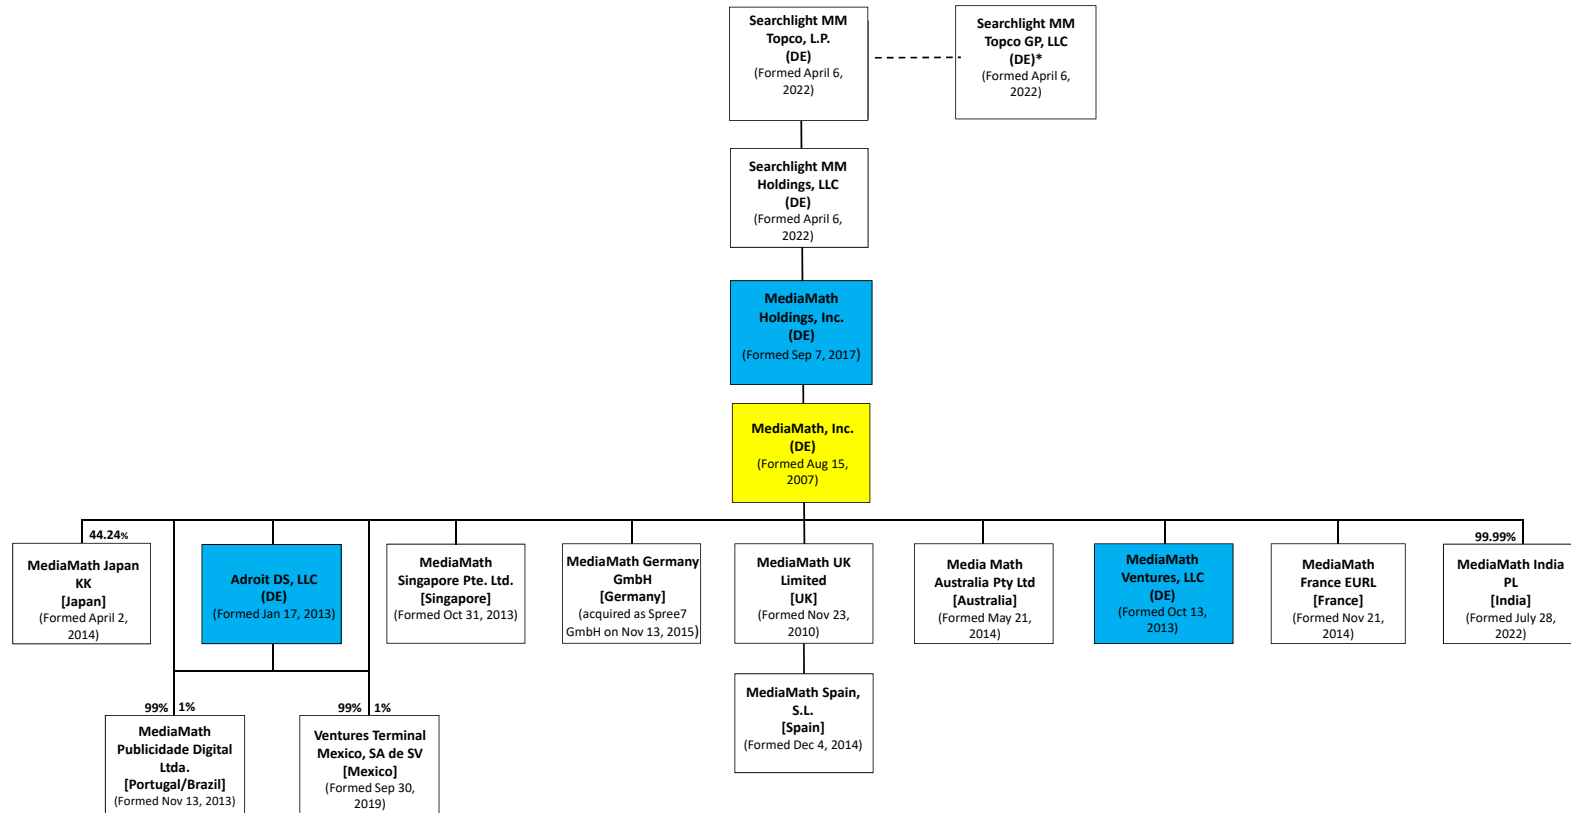 Searchlight MM
Topco, L.P.
(DE)
(Formed April 6,
2022)
Searchlight MM
Topco GP, LLC
(DE)*
(Formed April 6,
2022)
Searchlight MM
Holdings, LLC
(DE)
(Formed April 6,
2022)
MediaMath
Holdings, Inc.
(DE)
(Formed Sep 7, 2017)
MediaMath, Inc.
(DE)
(Formed Aug 15,
2007)
44.24%
MediaMath Japan
KK
[Japan]
(Formed April 2,
2014)
Adroit DS, LLC
(DE)
(Formed Jan 17, 2013)
MediaMath
Singapore Pte. Ltd.
[Singapore]
(Formed Oct 31, 2013)
MediaMath Germany
GmbH
[Germany]
(acquired as Spree7
GmbH on Nov 13, 2015)
MediaMath UK
Limited
[UK]
(Formed Nov 23,
2010)
Media Math
Australia Pty Ltd
[Australia]
(Formed May 21,
2014)
MediaMath
Ventures, LLC
(DE)
(Formed Oct 13,
2013)
MediaMath
France EURL
[France]
(Formed Nov 21,
2014)
99.99%
MediaMath India
PL
[India]
(Formed July 28,
2022)
99% 1%
MediaMath
Publicidade Digital
Ltda.
[Portugal/Brazil]
(Formed Nov 13, 2013)
99% 1%
Ventures Terminal
Mexico, SA de SV
[Mexico]
(Formed Sep 30,
2019)
MediaMath Spain,
S.L.
[Spain]
(Formed Dec 4, 2014)